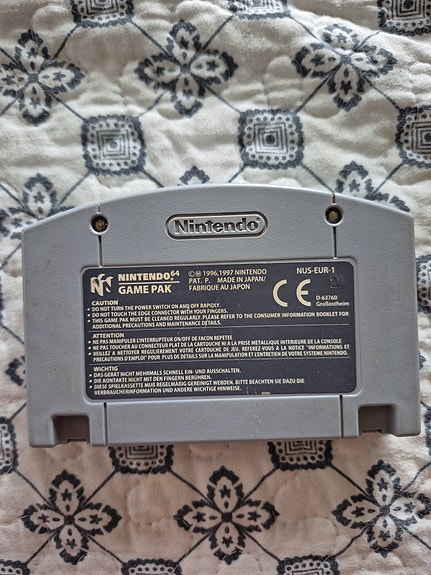 Nintendo
NINTENDO 64
GAME PAK
©Ⓜ 1996,1997 NINTENDO
PAT. P. MADE IN JAPAN/
FABRIQUE AU JAPON
NUS-EUR-1
CE
D-63760
Großostheim
CAUTION
• DO NOT TURN THE POWER SWITCH ON AND OFF RAPIDLY.
• DO NOT TOUCH THE EDGE CONNECTOR WITH YOUR FINGERS.
• THIS GAME PAK MUST BE CLEANED REGULARLY. PLEASE REFER TO THE CONSUMER INFORMATION BOOKLET FOR
ADDITIONAL PRECAUTIONS AND MAINTENANCE DETAILS.
ATTENTION
• NE PAS MANIPULER L'INTERRUPTEUR ON/OFF DE FACON REPETEE.
• NE PAS TOUCHER AU CONNECTEUR PLAT DE LA CARTOUCHE NI A LA PRISE METALLIQUE INTERIEURE DE LA CONSOLE
• VEILLEZ A NETTOYER REGULIEREMENT VOTRE CARTOUCHE DE JEU. REFEREZ-VOUS A LA NOTICE "INFORMATIONS ET
PRECAUTIONS D'EMPLOI" POUR PLUS DE DETAILS SUR LA MANIPULATION ET L'ENTRETIEN DE VOTRE SYSTEME NINTENDO.
WICHTIG
• DAS GERÄT NICHT MEHRMALS SCHNELL EIN- UND AUSSCHALTEN.
• DIE KONTAKTE NICHT MIT DEN FINGERN BERÜHREN.
• DIESE SPIELKASSETTE MUß REGELMÄßIG GEREINIGT WERDEN. BITTE BEACHTEN SIE DAZU DIE
VERBRAUCHERINFORMATION UND ANDERE WICHTIGE HINWEISE.